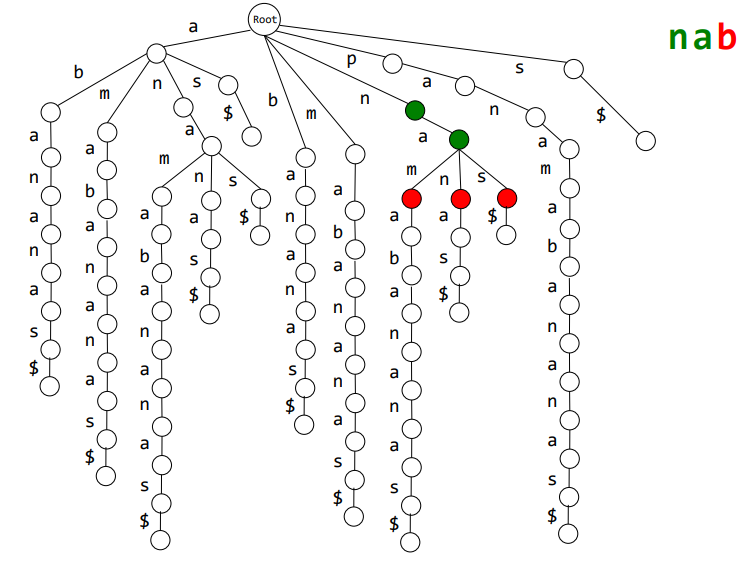 a Root
nab
p
b s
n s a
m b n n
$ m $
a a a a
a
m m m
n n s a n s
b a
a a a $ n a a $ a
a b
n b s a b s b
n a
a a $ n a $ a
a n
s n a n n
n a
$ a s a a
a n
n $ n n
s a
a a a
$ s
s s s
$
$ $ $